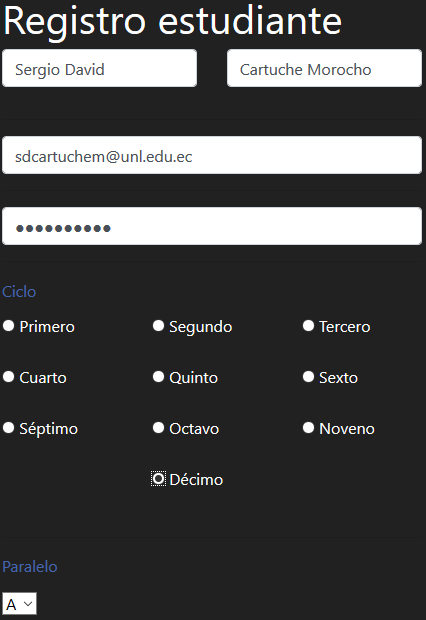 Registro estudiante
Sergio David Cartuche Morocho
sdcartuchem@unl.edu.ec
●●●●●●●●●●
Ciclo
Primero Segundo Tercero
Cuarto Quinto Sexto
Séptimo Octavo Noveno
Décimo
Paralelo
A